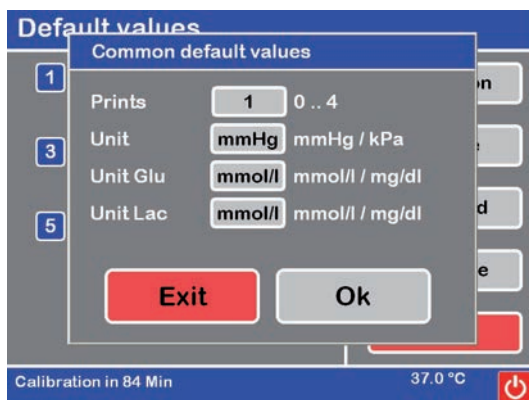 Default values
Common default values
1
Prints 1 0 .. 4
Unit mmHg mmHg / kPa
3
Unit Glu mmol/l mmol/l / mg/dl
Unit Lac mmol/l mmol/l / mg/dl
5
Exit Ok
Calibration in 84 Min 37.0 °C